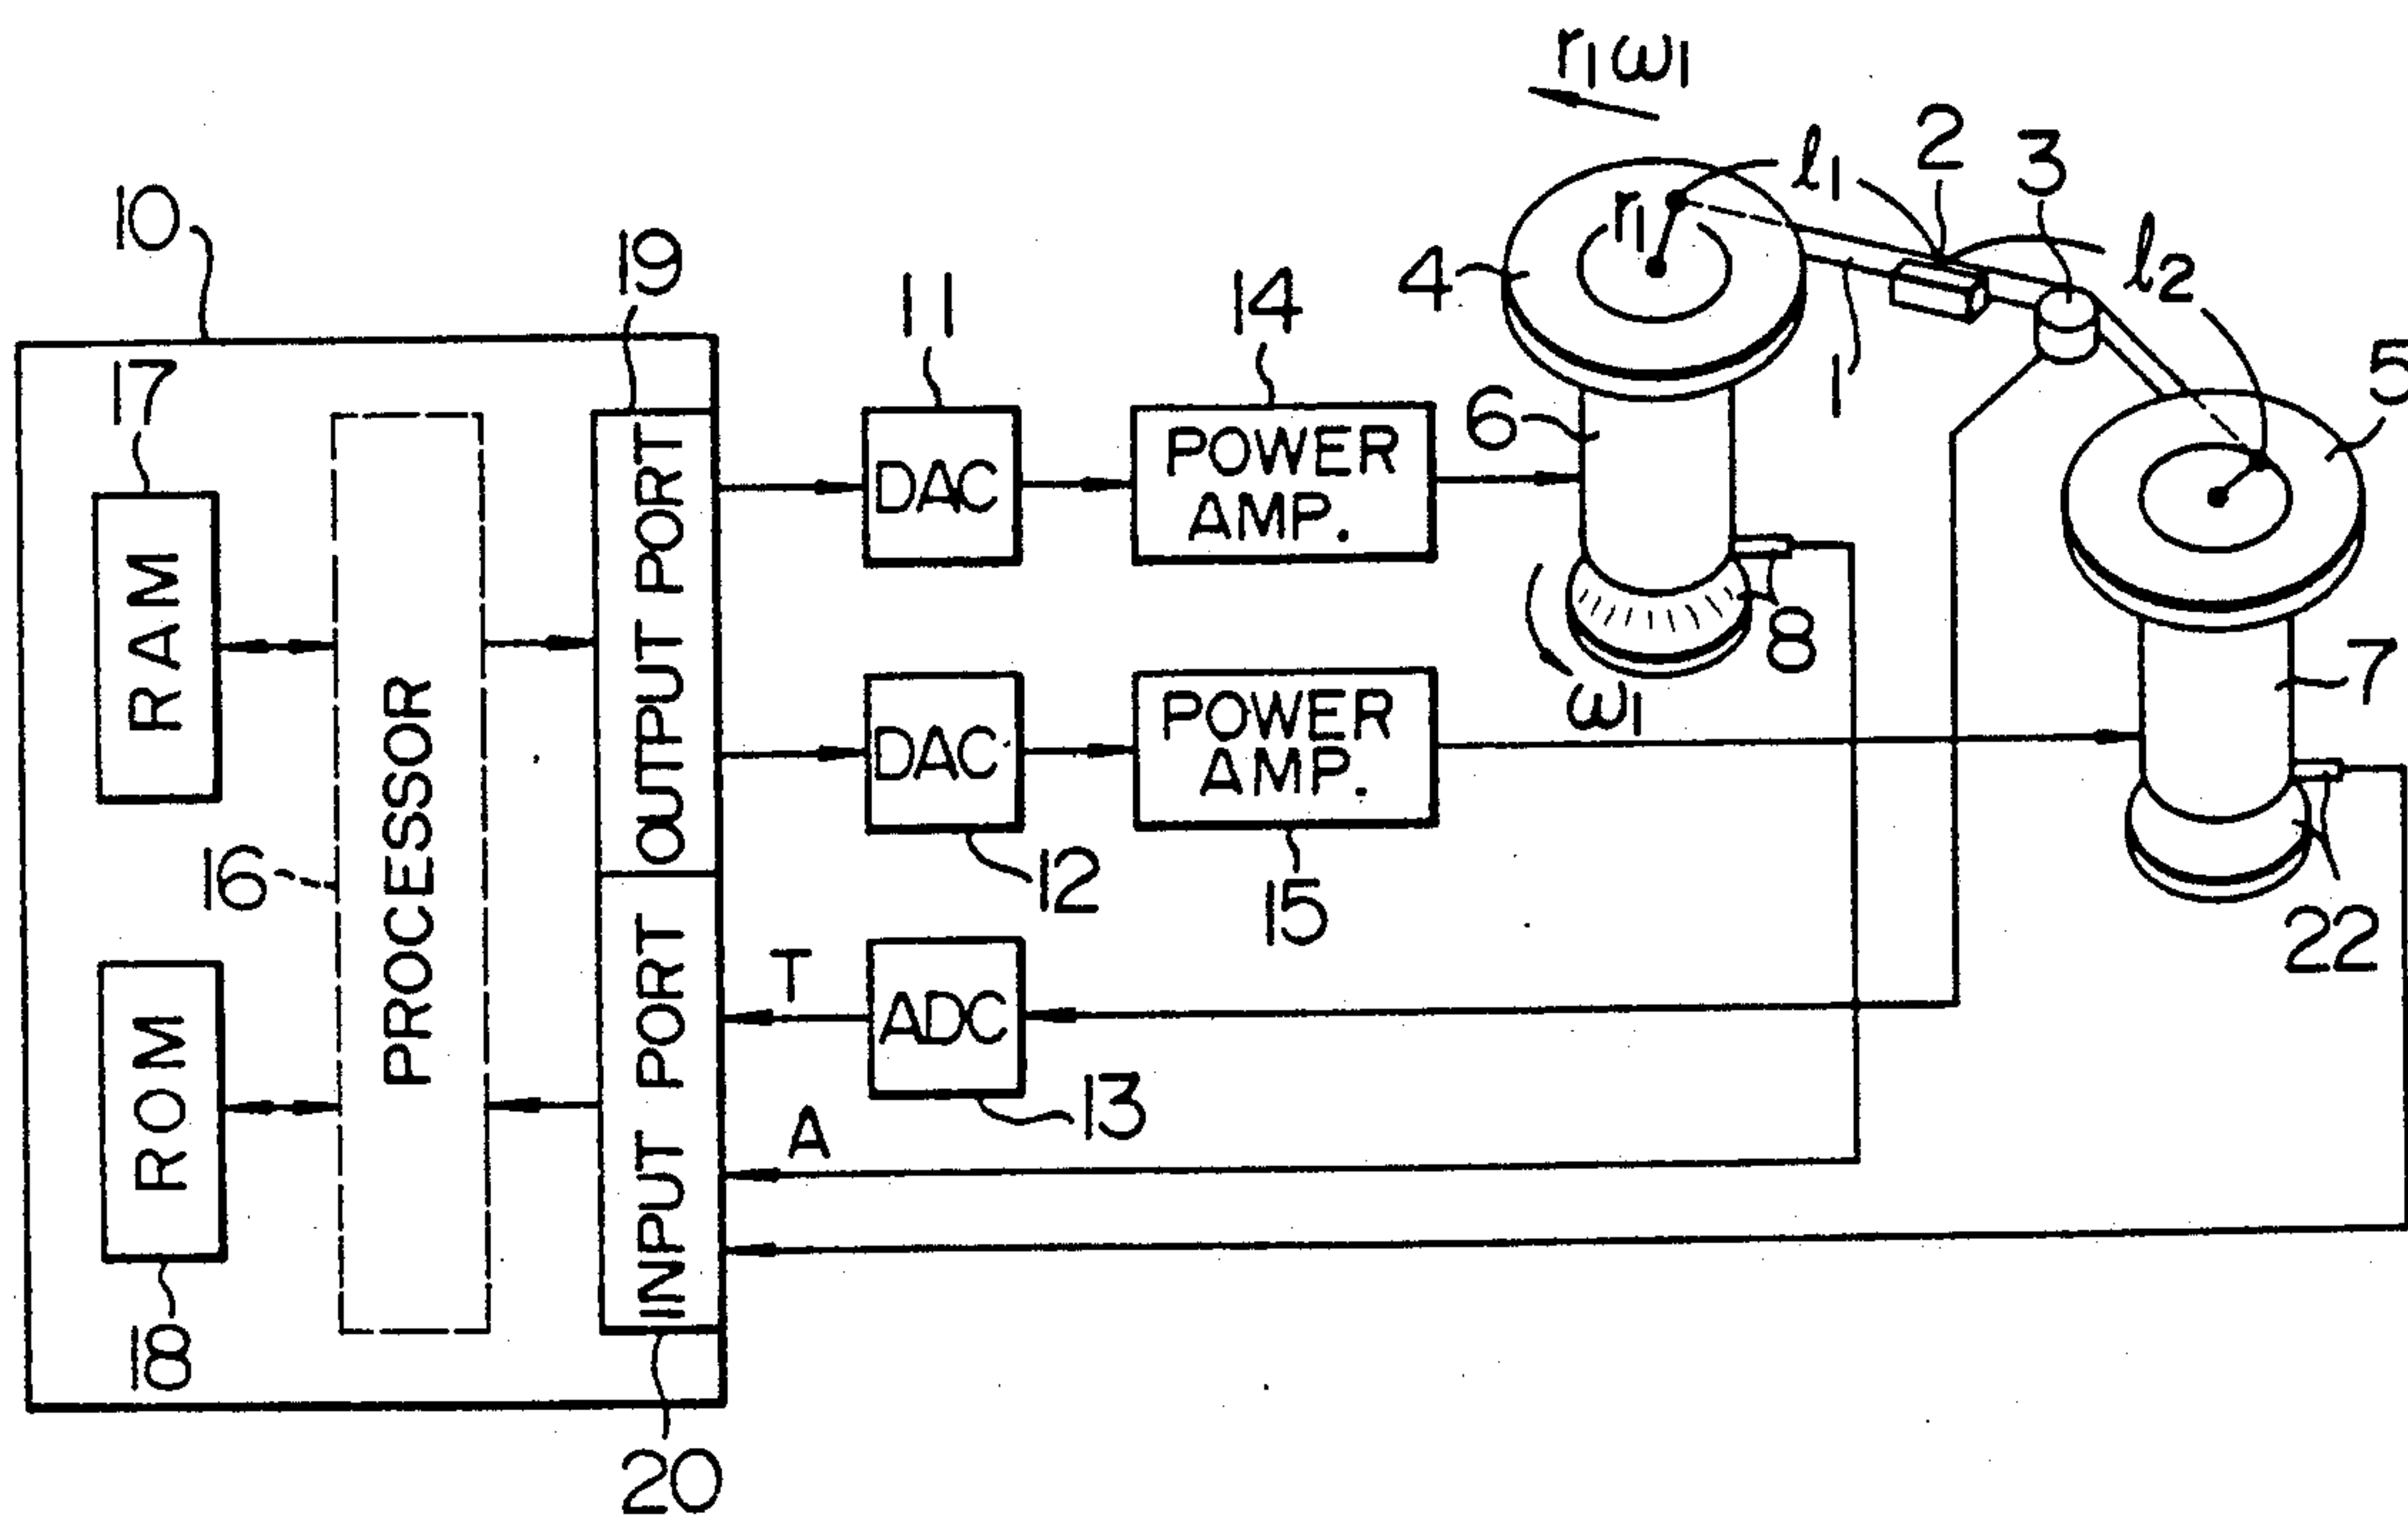 r₁ω₁
2
3
l₁
l₂
r₁
10
19
11
14
4
5
17
6
1
DAC
POWER
AMP.
RAM
OUTPUT PORT
8
7
ω₁
PROCESSOR
DAC
POWER
AMP.
16
12
15
22
T
ADC
INPUT PORT
ROM
A
13
18
20